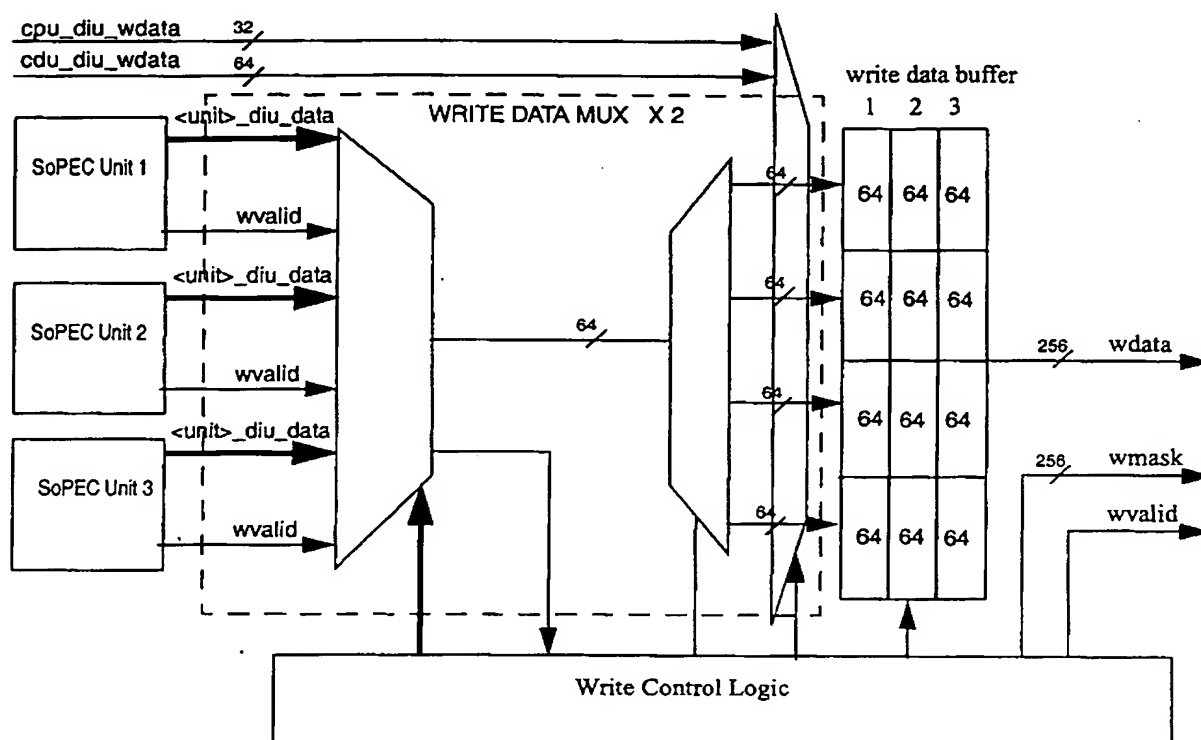 cpu_diu_wdata 32
cdu_diu_wdata 64
write data buffer
1 2 3
WRITE DATA MUX X 2
<unit>_diu_data
SoPEC Unit 1
wvalid
64
64 64 64
<unit>_diu_data
SoPEC Unit 2
wvalid
64
64
64 64 64
256 wdata
<unit>_diu_data
SoPEC Unit 3
wvalid
64
64 64 64
256 wmask
wvalid
64
64 64 64
Write Control Logic